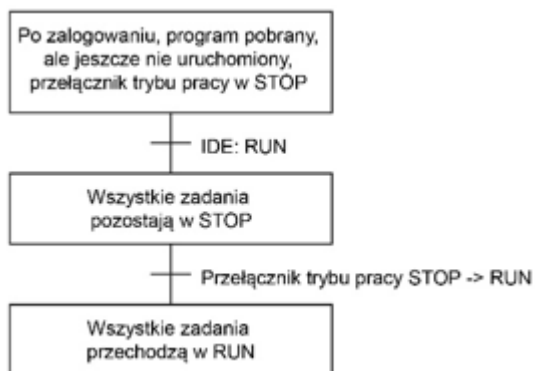 Po zalogowaniu, program pobrany,
ale jeszcze nie uruchomiony,
przełącznik trybu pracy w STOP
IDE: RUN
Wszystkie zadania
pozostają w STOP
Przełącznik trybu pracy STOP -> RUN
Wszystkie zadania
przechodzą w RUN